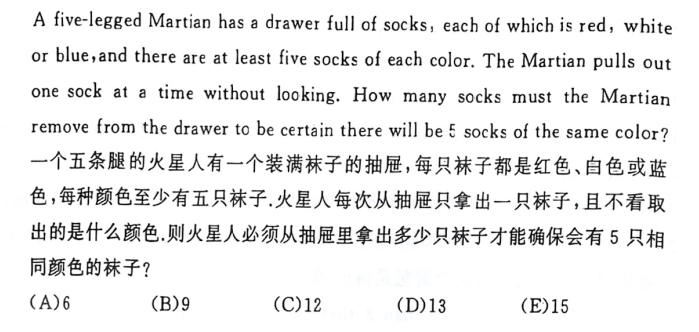 A five-legged Martian has a drawer full of socks, each of which is red, white
or blue,and there are at least five socks of each color. The Martian pulls out
one sock at a time without looking. How many socks must the Martian
remove from the drawer to be certain there will be 5 socks of the same color?
一个五条腿的火星人有一个装满袜子的抽屉,每只袜子都是红色、自色或蓝
色,每种颜色至少有五只袜子.火星人每次从抽屉只拿出一只袜子,且不看取
出的是什么颜色.则火星人必须从抽屉里拿出多少只袜子才能确保会有 5 只相
同颜色的袜子?
(A)6 (B)9 (C)12 (D)13 (E)15